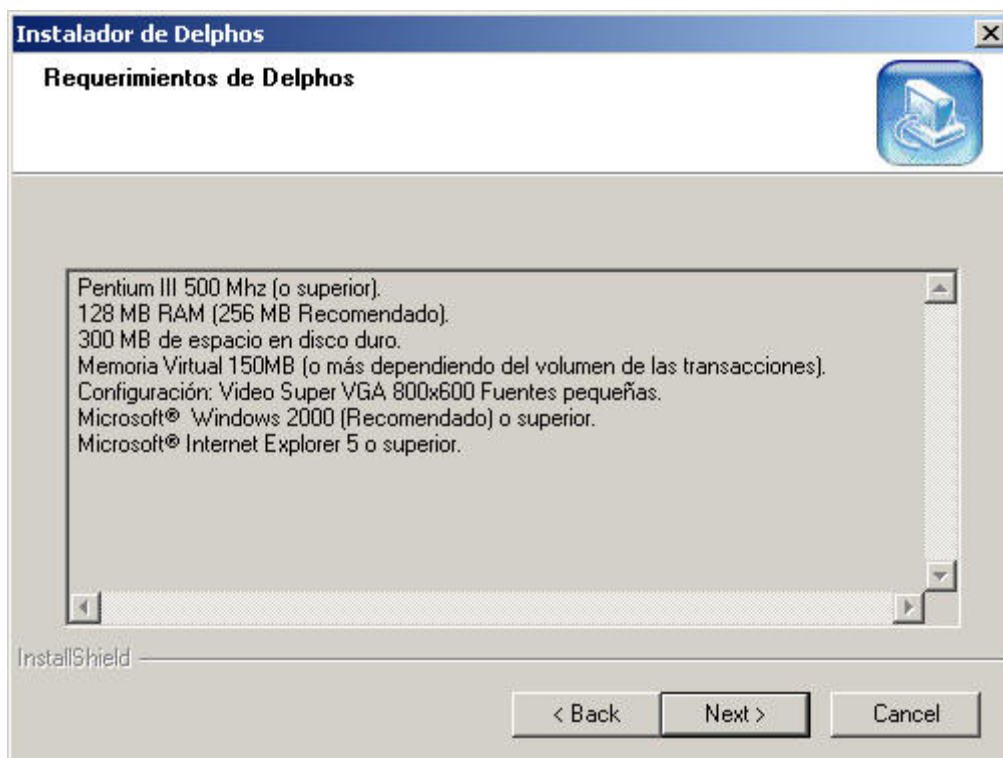 Instalador de Delphos
Requerimientos de Delphos
Pentium III 500 Mhz (o superior).
128 MB RAM (256 MB Recomendado).
300 MB de espacio en disco duro.
Memoria Virtual 150MB (o más dependiendo del volumen de las transacciones).
Configuración: Video Super VGA 800x600 Fuentes pequeñas.
Microsoft® Windows 2000 (Recomendado) o superior.
Microsoft® Internet Explorer 5 o superior.
InstallShield
< Back Next > Cancel